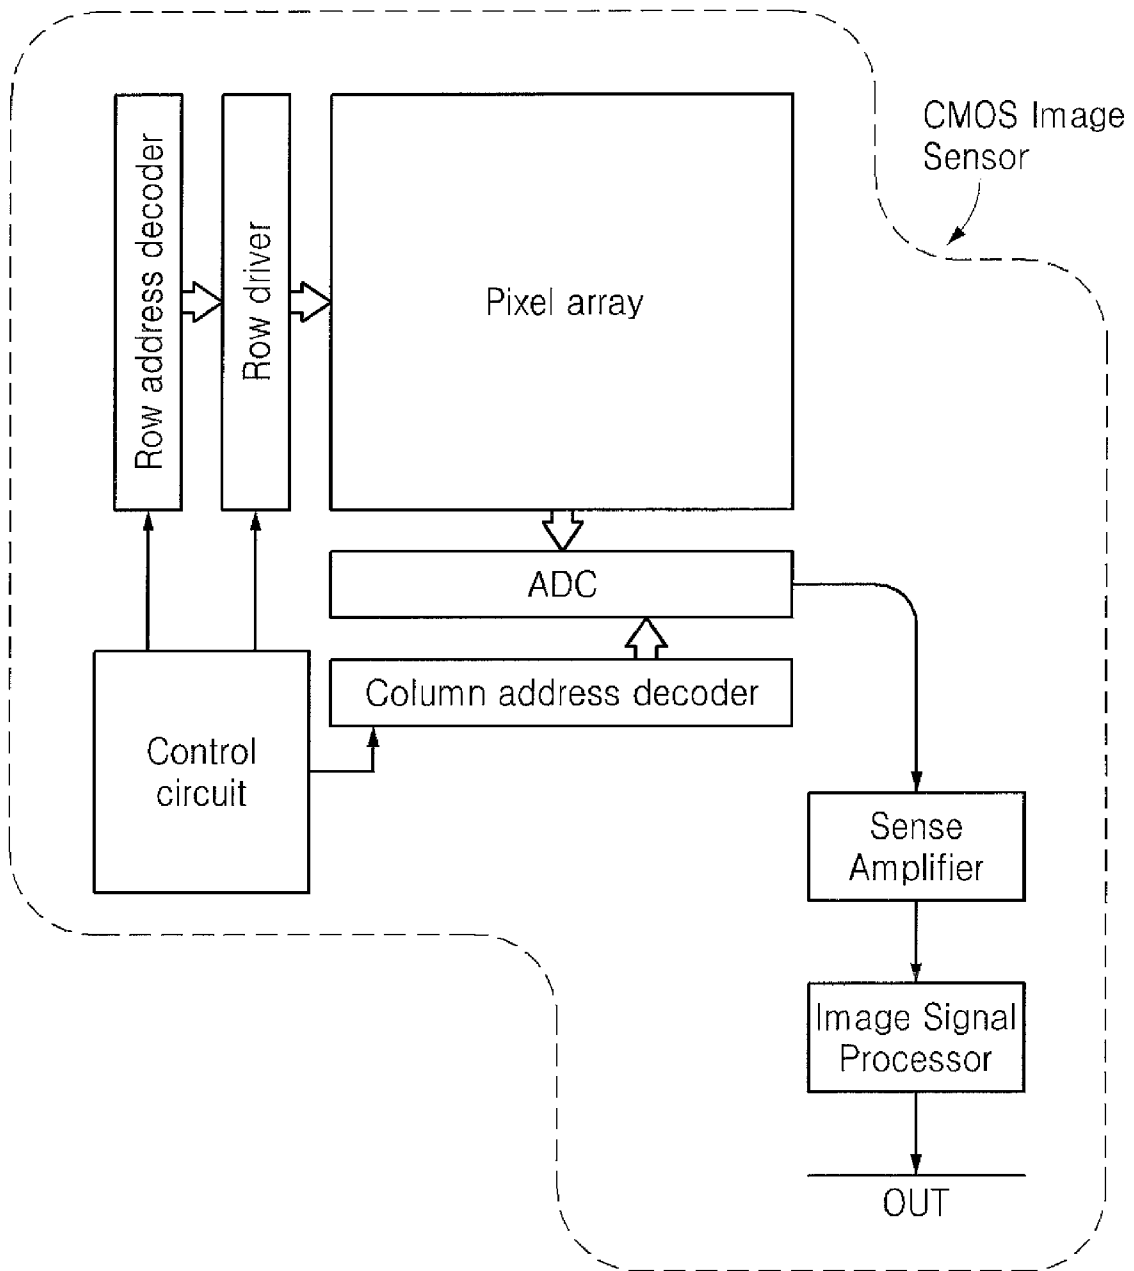 CMOS Image
Sensor
Row address decoder
Row driver
Pixel array
ADC
Column address decoder
Control
circuit
Sense
Amplifier
Image Signal
Processor
OUT